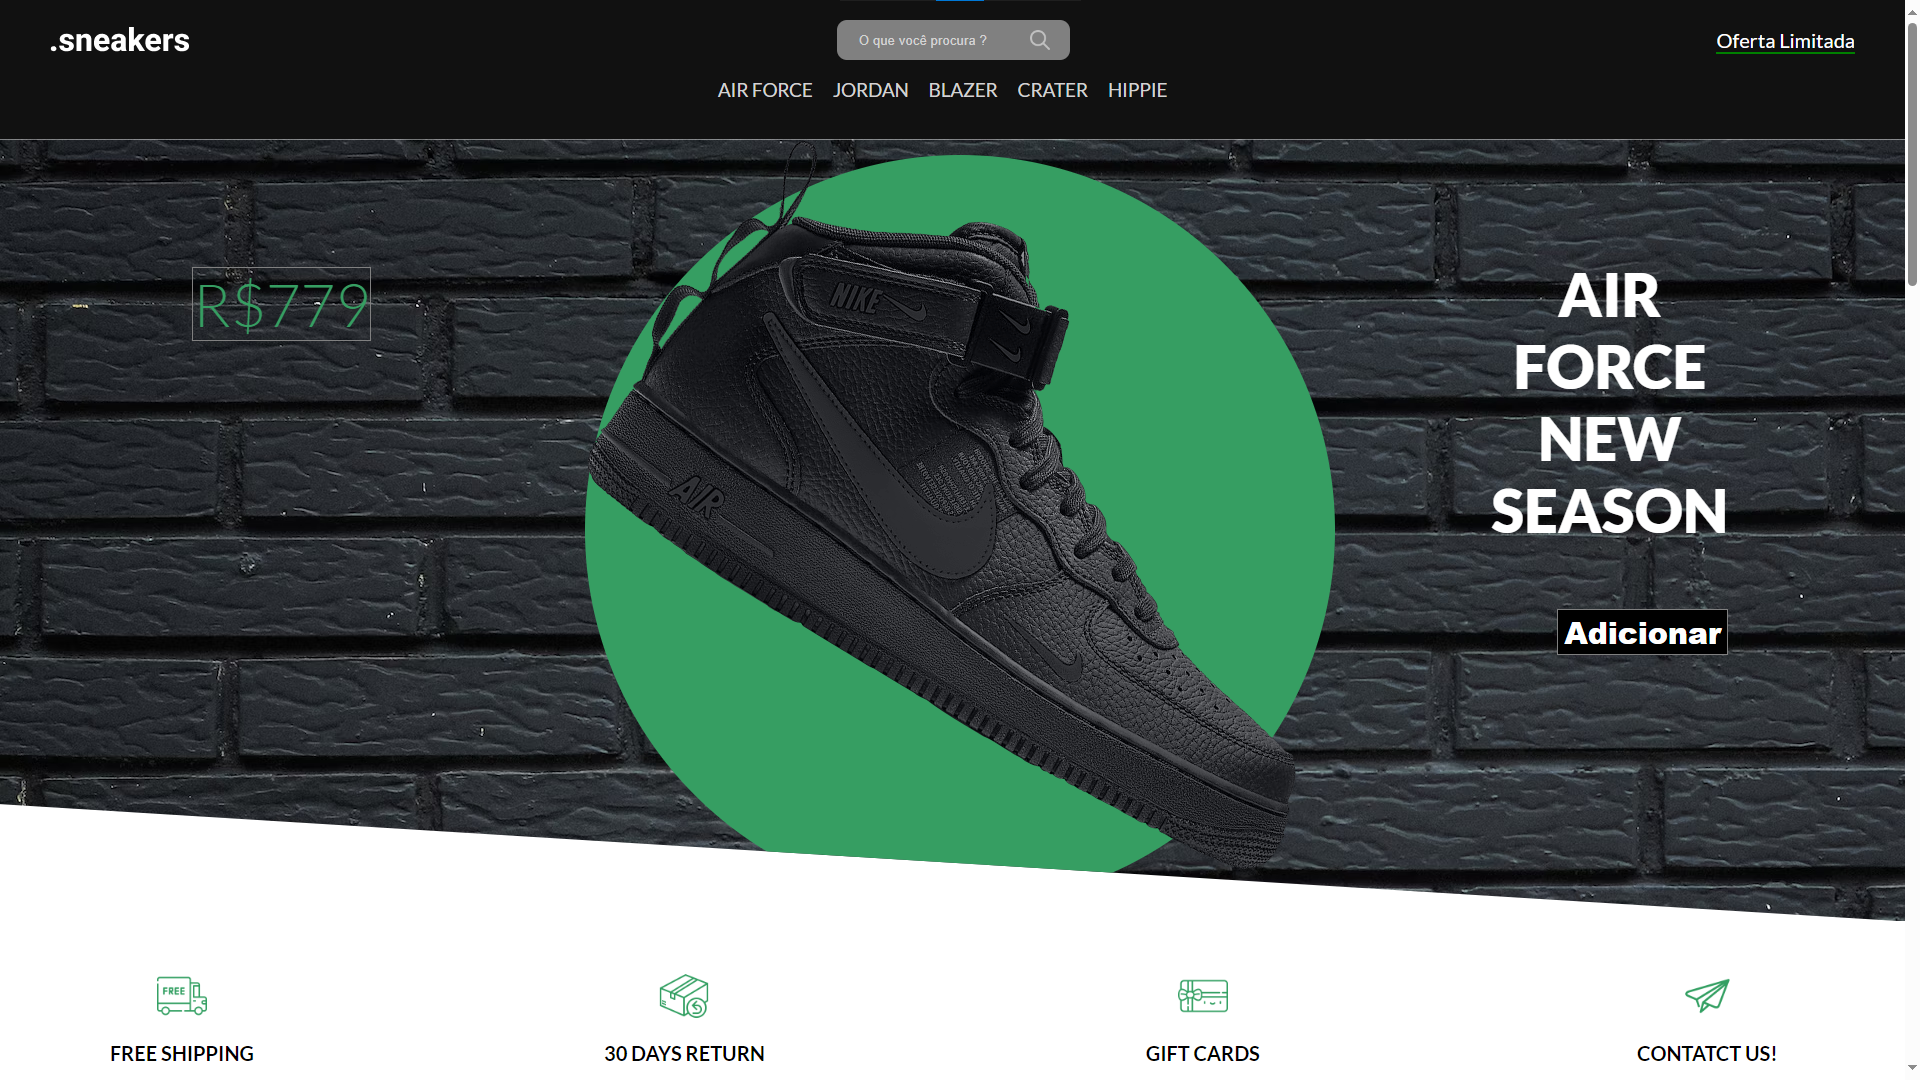 .sneakers
O que você procura ?
Oferta Limitada
AIR FORCE JORDAN BLAZER CRATER HIPPIE
R$779
NIKE
AIR
AIR
FORCE
NEW
SEASON
Adicionar
FREE
FREE SHIPPING
30 DAYS RETURN
GIFT CARDS
CONTATCT US!